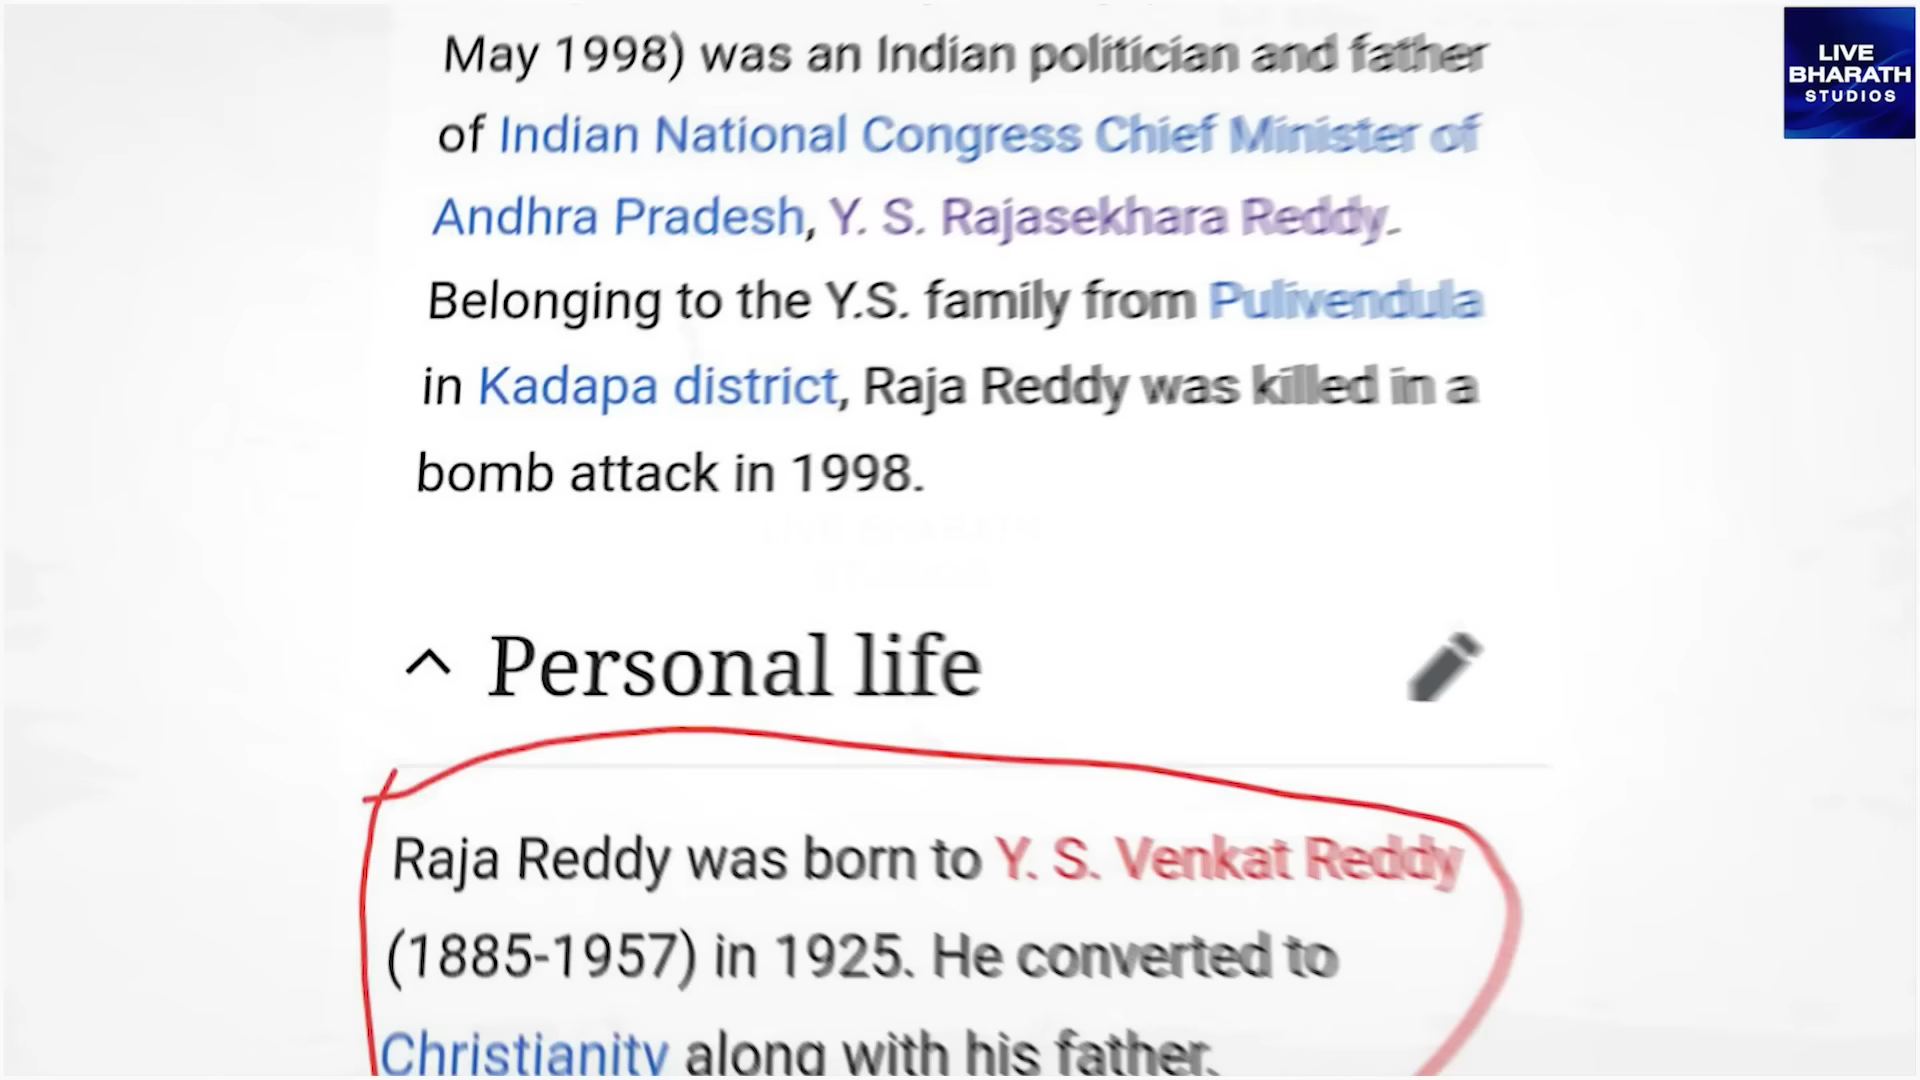 May 1998) was an Indian politician and father
of Indian National Congress Chief Minister of
Andhra Pradesh, Y. S. Rajasekhara Reddy.
Belonging to the Y.S. family from Pulivendula
in Kadapa district, Raja Reddy was killed in a
bomb attack in 1998.
Personal life
Raja Reddy was born to Y. S. Venkat Reddy
(1885-1957) in 1925. He converted to
Christianity along with his father.
LIVE
BHARATH
STUDIOS